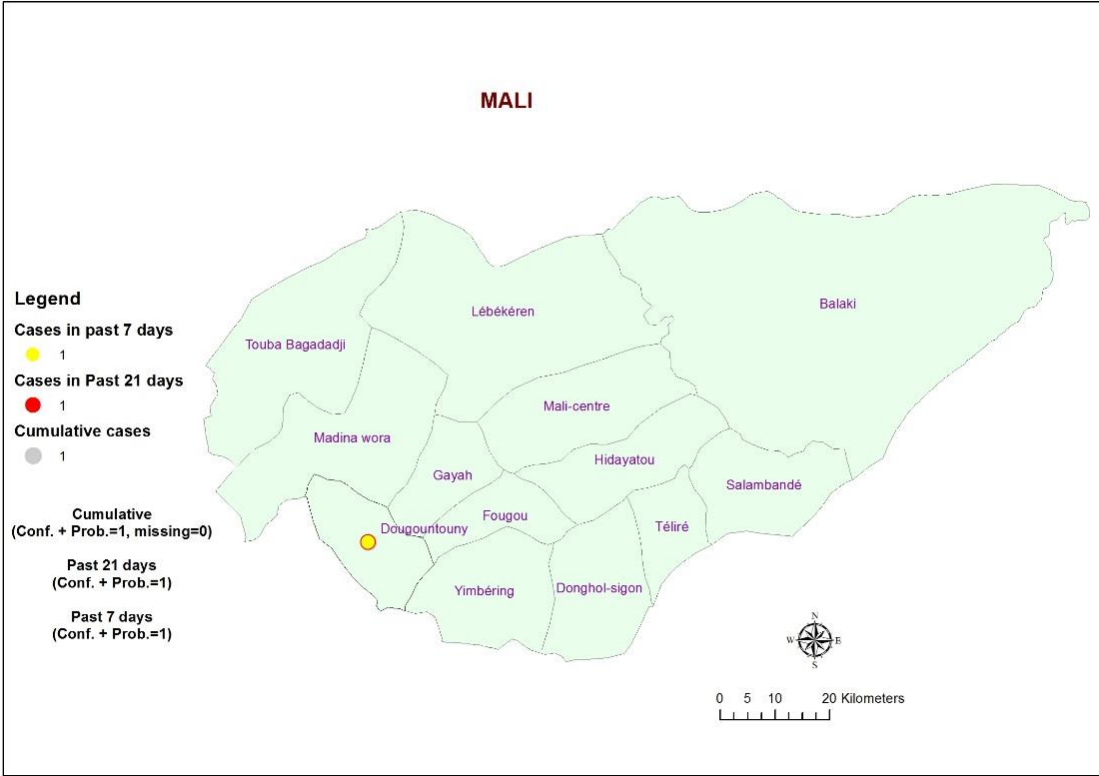 MALI
Balaki
Lébékéren
Touba Bagadadji
Mali-centre
Madina wora
Hidayatou
Gayah
Salambandé
Fougou
Téliré
Dougountouny
Yimbéring
Donghol-sigon
Legend
Cases in past 7 days
1
Cases in Past 21 days
1
Cumulative cases
1
Cumulative
(Conf. + Prob.=1, missing=0)
Past 21 days
(Conf. + Prob.=1)
Past 7 days
(Conf. + Prob.=1)
N
W E
S
0 5 10 20 Kilometers